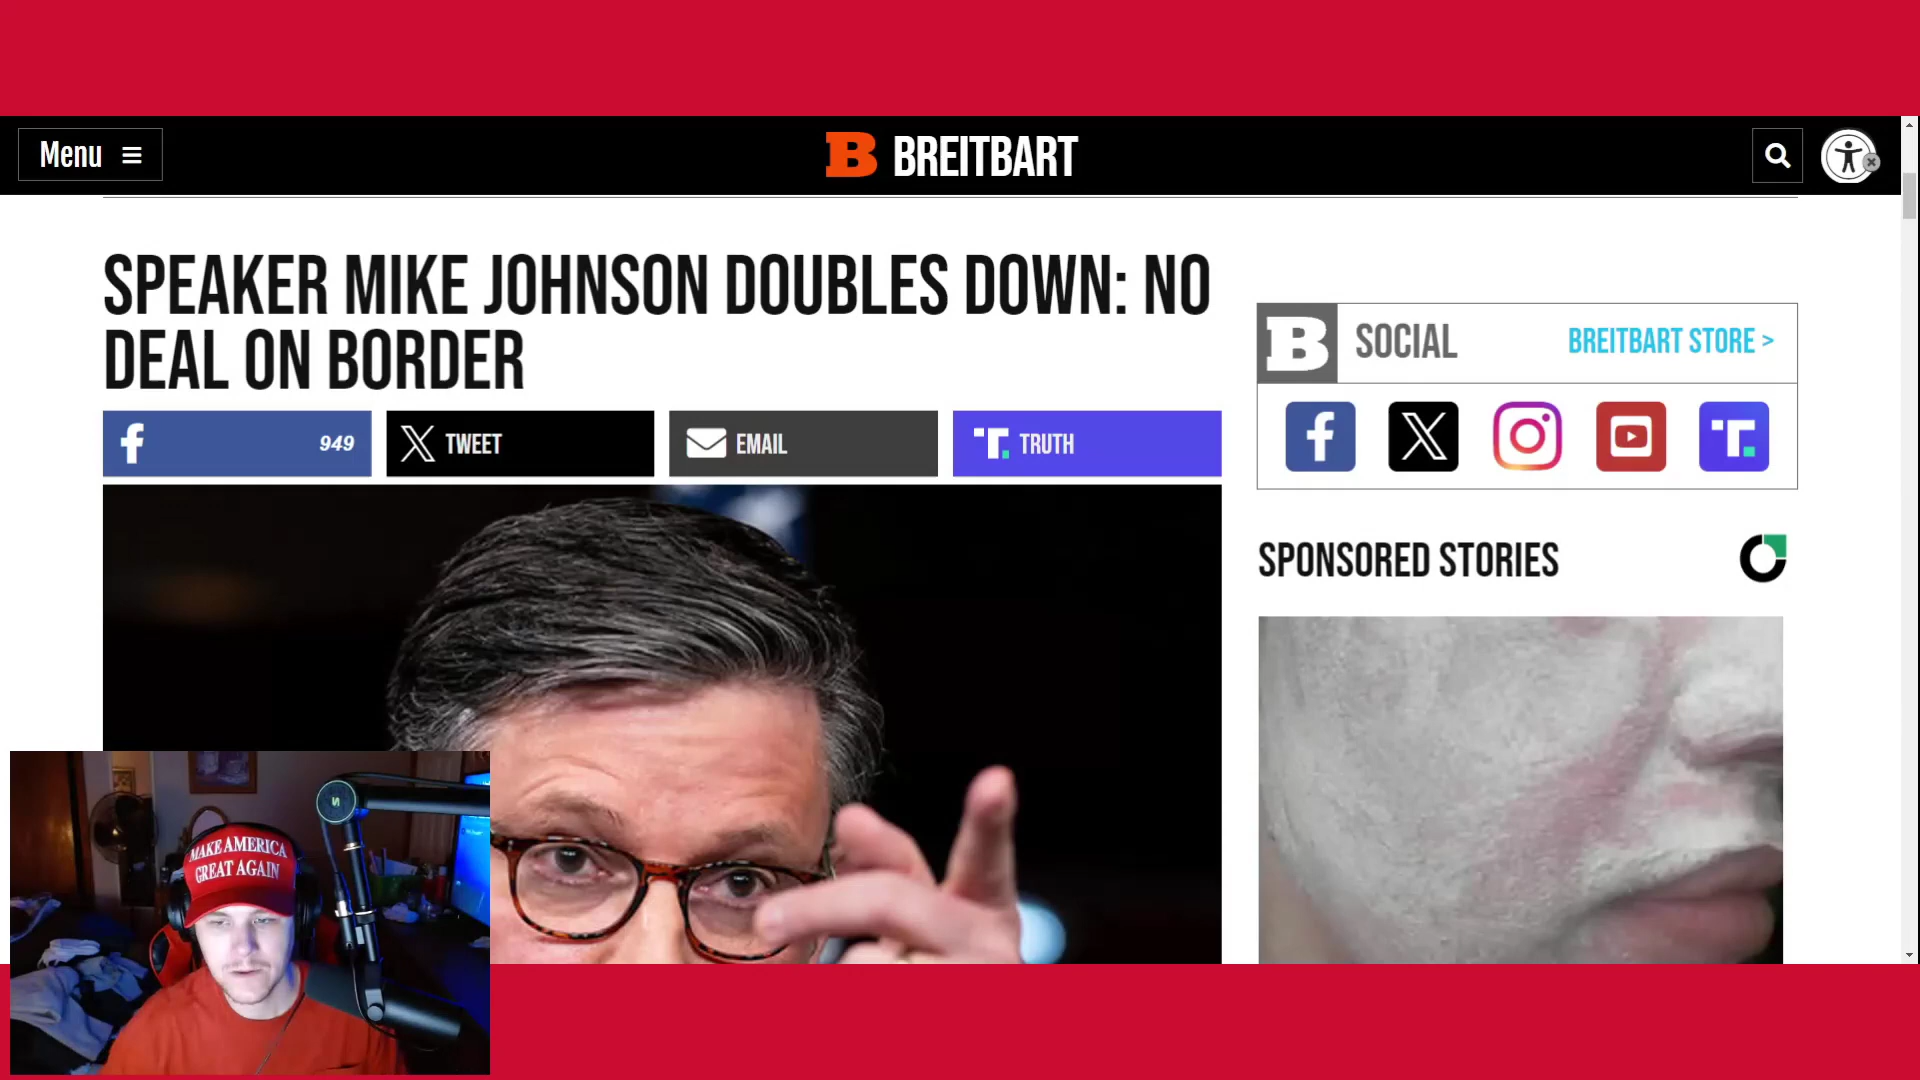 Menu
B BREITBART
SPEAKER MIKE JOHNSON DOUBLES DOWN: NO
DEAL ON BORDER
949
TWEET
EMAIL
TRUTH
B SOCIAL
BREITBART STORE >
SPONSORED STORIES
MAKE AMERICA
GREAT AGAIN